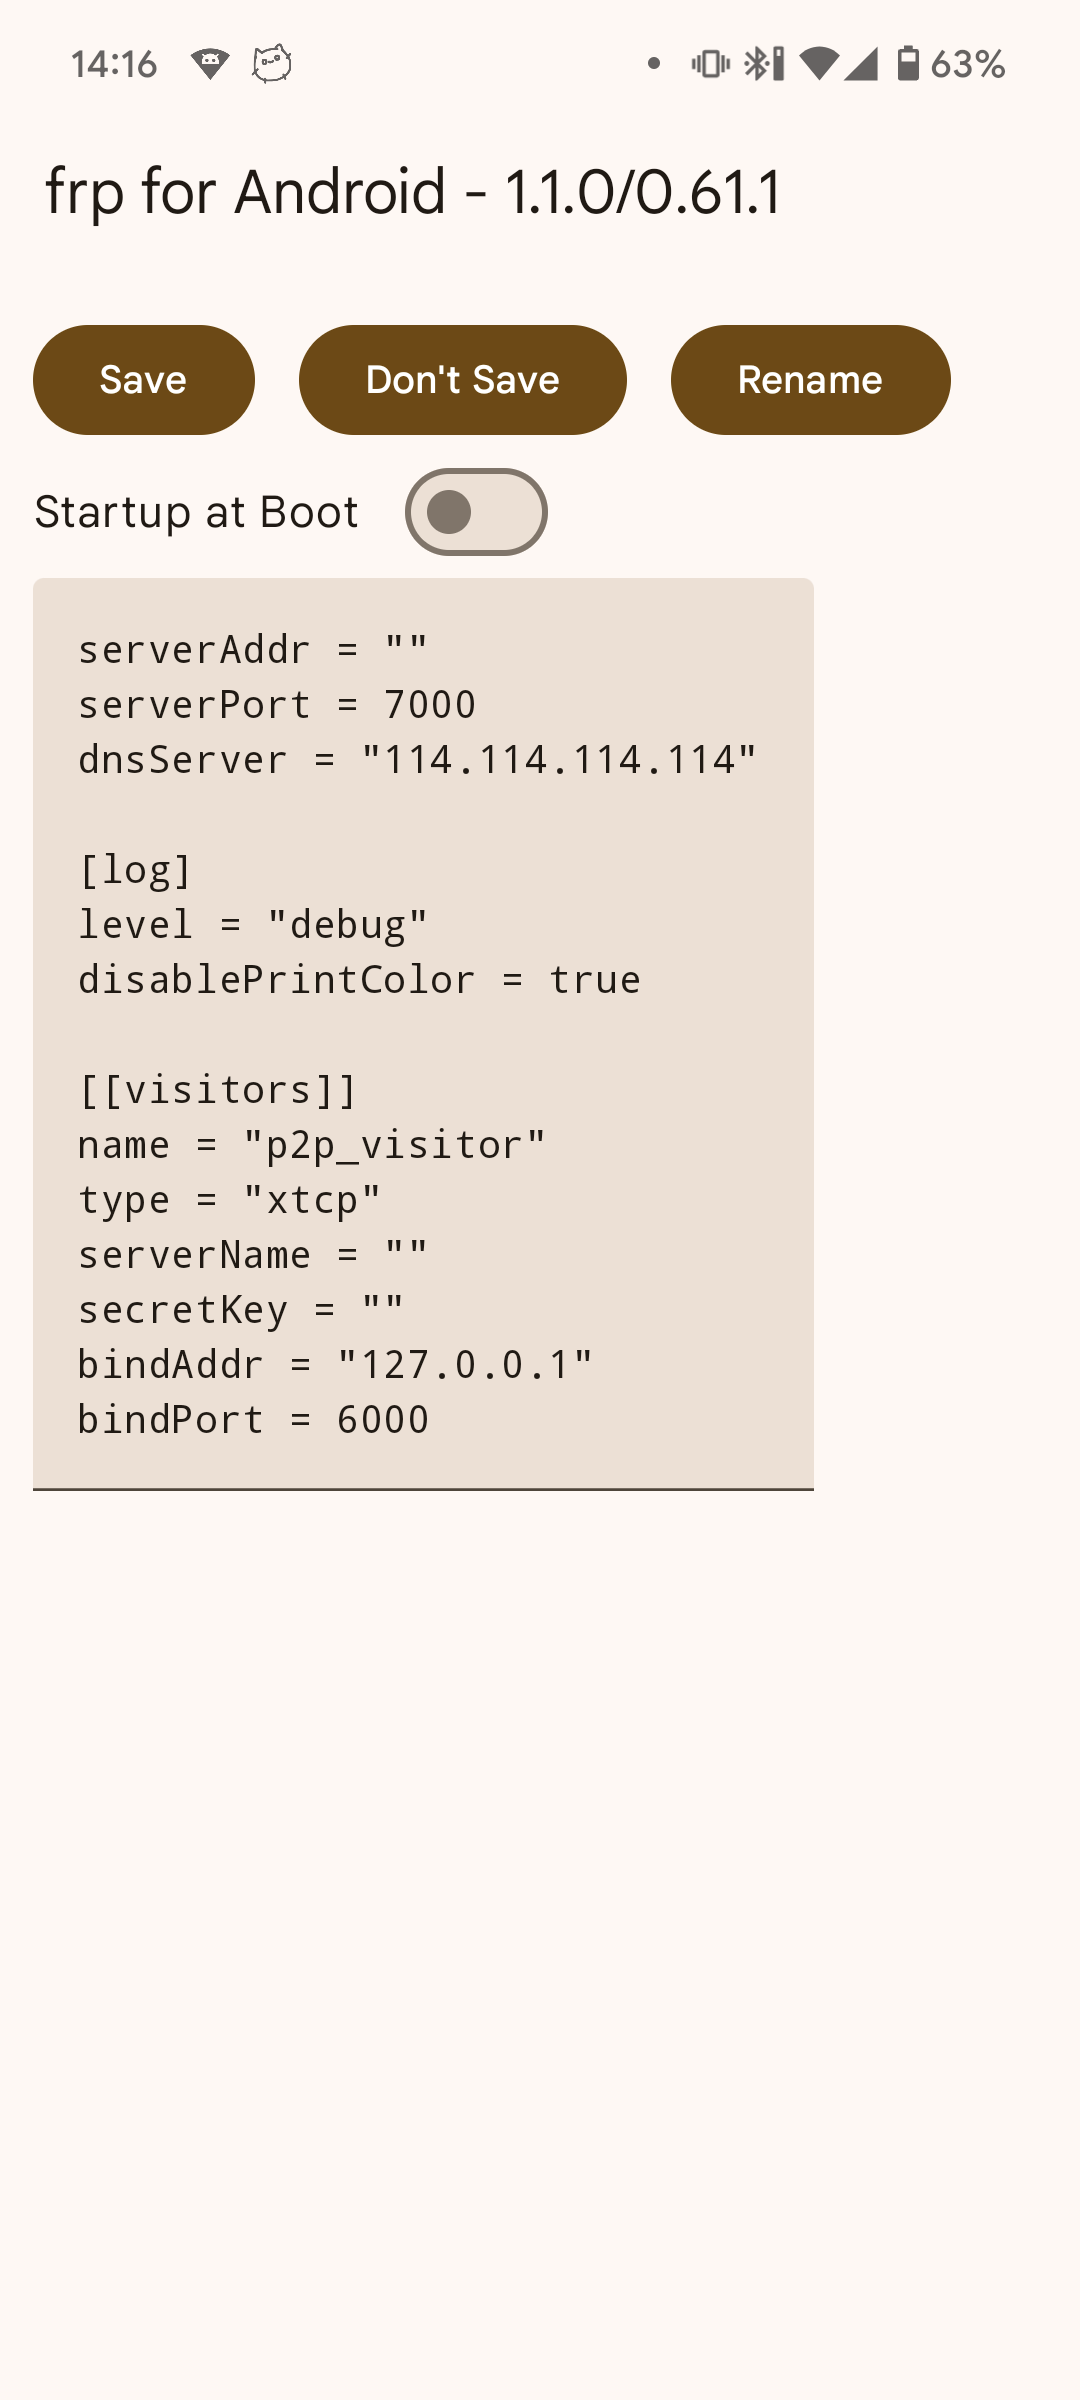 14:16
63%
frp for Android - 1.1.0/0.61.1
Save
Don't Save
Rename
Startup at Boot
serverAddr = ""
serverPort = 7000
dnsServer = "114.114.114.114"
[log]
level = "debug"
disablePrintColor = true
[[visitors]]
name = "p2p_visitor"
type = "xtcp"
serverName = ""
secretKey = ""
bindAddr = "127.0.0.1"
bindPort = 6000